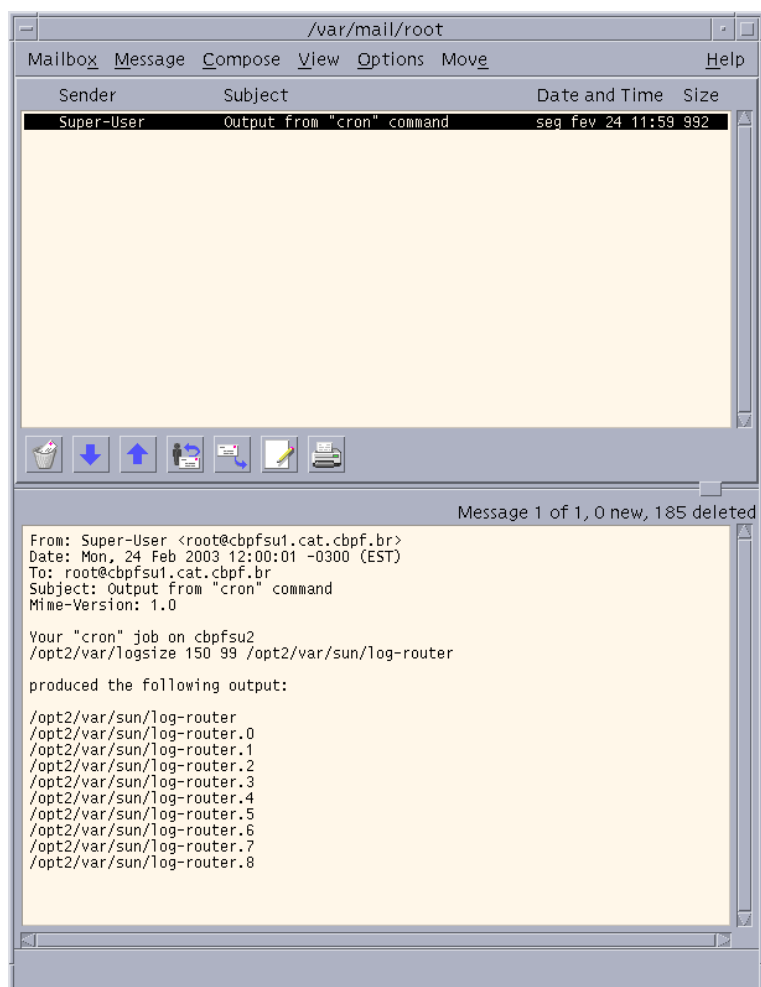 /var/mail/root
Mailbox Message Compose View Options Move Help
Sender Subject Date and Time Size
Super-User Output from "cron" command seg fev 24 11:59 992
Message 1 of 1, 0 new, 185 deleted
From: Super-User <root@cbpfsu1.cat.cbpf.br>
Date: Mon, 24 Feb 2003 12:00:01 -0300 (EST)
To: root@cbpfsu1.cat.cbpf.br
Subject: Output from "cron" command
Mime-Version: 1.0
Your "cron" job on cbpfsu2
/opt2/var/logsize 150 99 /opt2/var/sun/log-router
produced the following output:
/opt2/var/sun/log-router
/opt2/var/sun/log-router.0
/opt2/var/sun/log-router.1
/opt2/var/sun/log-router.2
/opt2/var/sun/log-router.3
/opt2/var/sun/log-router.4
/opt2/var/sun/log-router.5
/opt2/var/sun/log-router.6
/opt2/var/sun/log-router.7
/opt2/var/sun/log-router.8